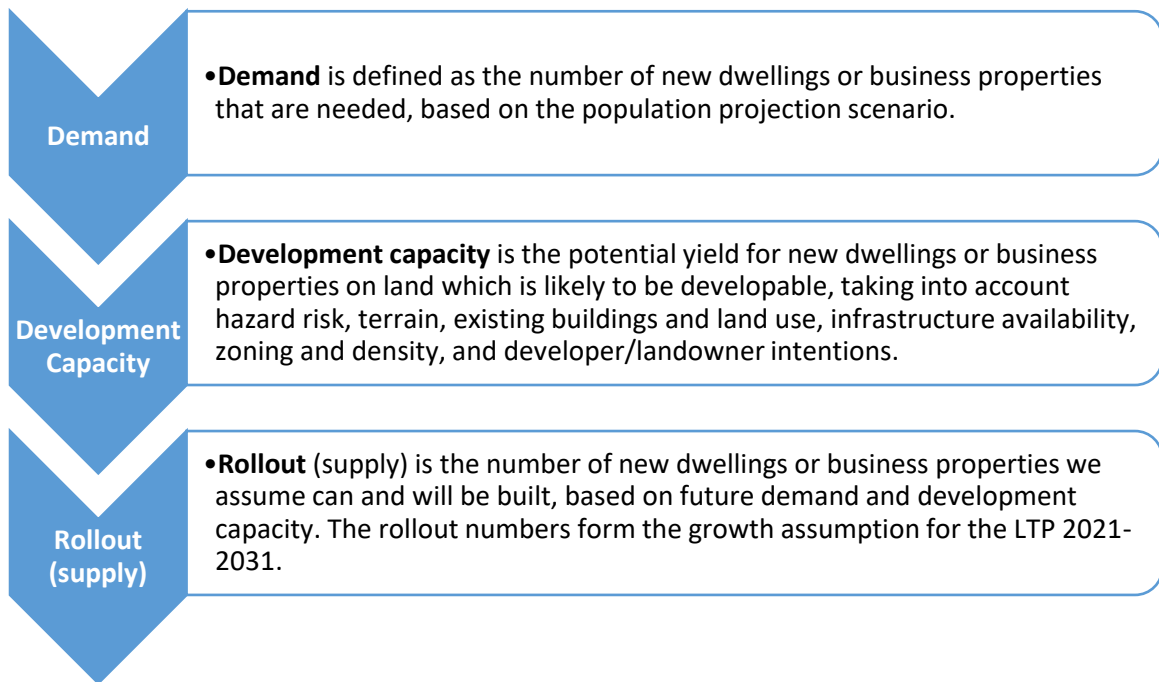 Demand
•Demand is defined as the number of new dwellings or business properties
that are needed, based on the population projection scenario.
Development
Capacity
•Development capacity is the potential yield for new dwellings or business
properties on land which is likely to be developable, taking into account
hazard risk, terrain, existing buildings and land use, infrastructure availability,
zoning and density, and developer/landowner intentions.
Rollout
(supply)
•Rollout (supply) is the number of new dwellings or business properties we
assume can and will be built, based on future demand and development
capacity. The rollout numbers form the growth assumption for the LTP 2021-
2031.